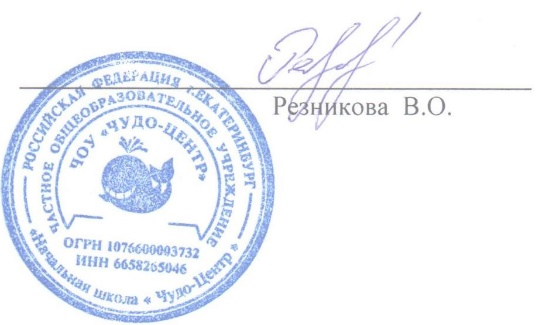 Резникова В.О.
РОССИЙСКАЯ ФЕДЕРАЦИЯ Г.ЕКАТЕРИНБУРГ
ЧАСТНОЕ ОБЩЕОБРАЗОВАТЕЛЬНОЕ УЧРЕЖДЕНИЕ
ЧОУ «ЧУДО-ЦЕНТР»
ОГРН 1076600003732
ИНН 6658265046
«Начальная школа « Чудо-Центр »